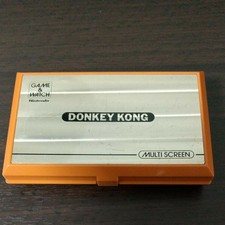 GAME
&
WATCH
Nintendo
DONKEY KONG
MULTI SCREEN